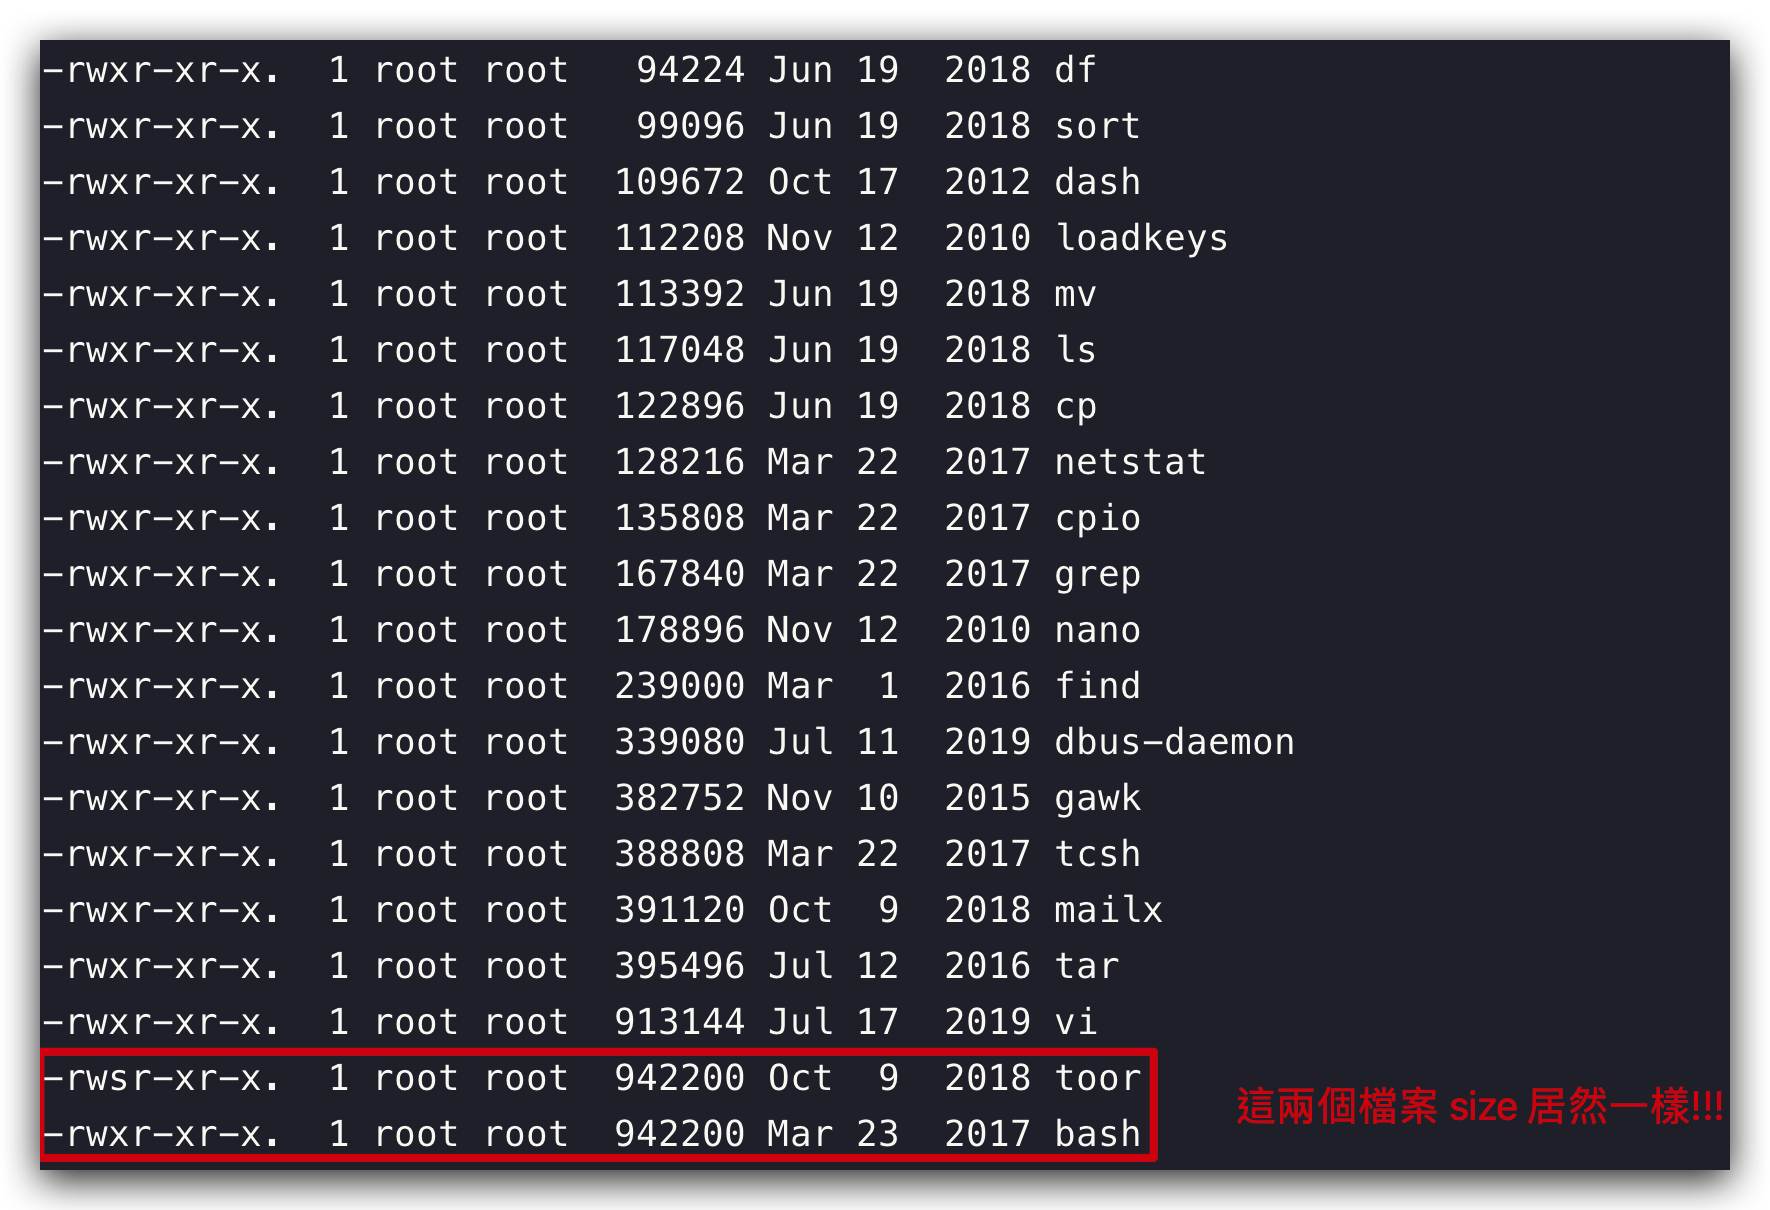 -rwxr-xr-x.  1 root root   94224 Jun 19  2018 df
-rwxr-xr-x.  1 root root   99096 Jun 19  2018 sort
-rwxr-xr-x.  1 root root  109672 Oct 17  2012 dash
-rwxr-xr-x.  1 root root  112208 Nov 12  2010 loadkeys
-rwxr-xr-x.  1 root root  113392 Jun 19  2018 mv
-rwxr-xr-x.  1 root root  117048 Jun 19  2018 ls
-rwxr-xr-x.  1 root root  122896 Jun 19  2018 cp
-rwxr-xr-x.  1 root root  128216 Mar 22  2017 netstat
-rwxr-xr-x.  1 root root  135808 Mar 22  2017 cpio
-rwxr-xr-x.  1 root root  167840 Mar 22  2017 grep
-rwxr-xr-x.  1 root root  178896 Nov 12  2010 nano
-rwxr-xr-x.  1 root root  239000 Mar  1  2016 find
-rwxr-xr-x.  1 root root  339080 Jul 11  2019 dbus-daemon
-rwxr-xr-x.  1 root root  382752 Nov 10  2015 gawk
-rwxr-xr-x.  1 root root  388808 Mar 22  2017 tcsh
-rwxr-xr-x.  1 root root  391120 Oct  9  2018 mailx
-rwxr-xr-x.  1 root root  395496 Jul 12  2016 tar
-rwxr-xr-x.  1 root root  913144 Jul 17  2019 vi
-rwsr-xr-x.  1 root root  942200 Oct  9  2018 toor
-rwxr-xr-x.  1 root root  942200 Mar 23  2017 bash
這兩個檔案 size 居然一樣!!!